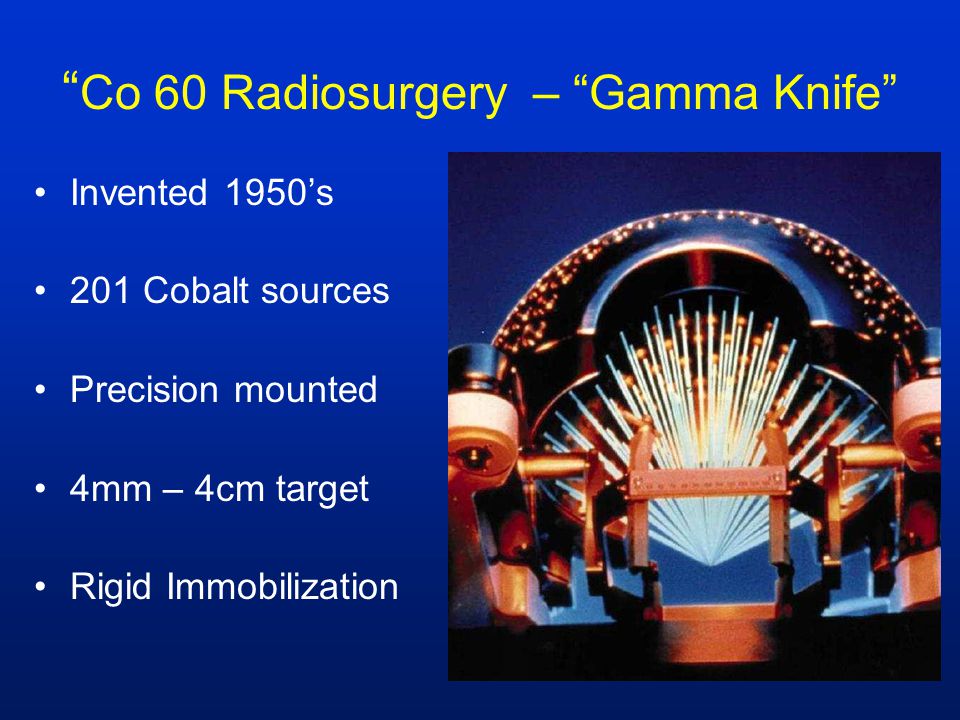 “Co 60 Radiosurgery – “Gamma Knife”
• Invented 1950’s
• 201 Cobalt sources
• Precision mounted
• 4mm – 4cm target
• Rigid Immobilization